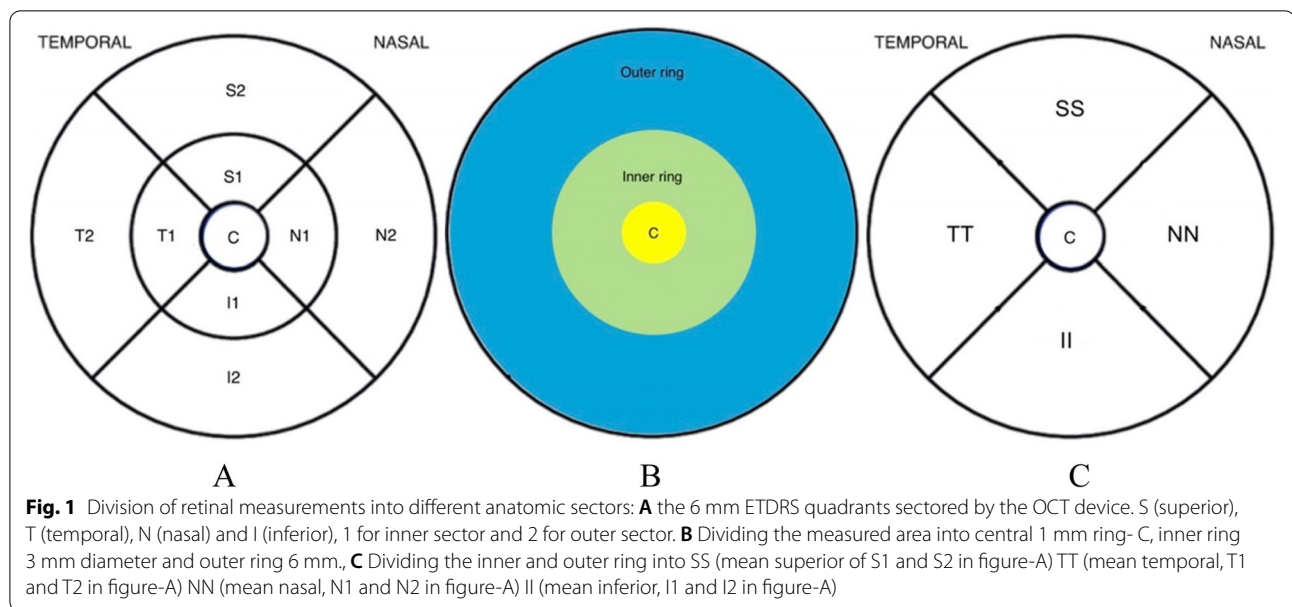 TEMPORAL NASAL
S2
S1
T2 T1 C N1 N2
I1
I2
A
Outer ring
Inner ring
C
B
TEMPORAL NASAL
SS
TT C NN
II
C
Fig. 1 Division of retinal measurements into different anatomic sectors: A the 6 mm ETDRS quadrants sectored by the OCT device. S (superior),
T (temporal), N (nasal) and I (inferior), 1 for inner sector and 2 for outer sector. B Dividing the measured area into central 1 mm ring- C, inner ring
3 mm diameter and outer ring 6 mm., C Dividing the inner and outer ring into SS (mean superior of S1 and S2 in figure-A) TT (mean temporal, T1
and T2 in figure-A) NN (mean nasal, N1 and N2 in figure-A) II (mean inferior, I1 and I2 in figure-A)